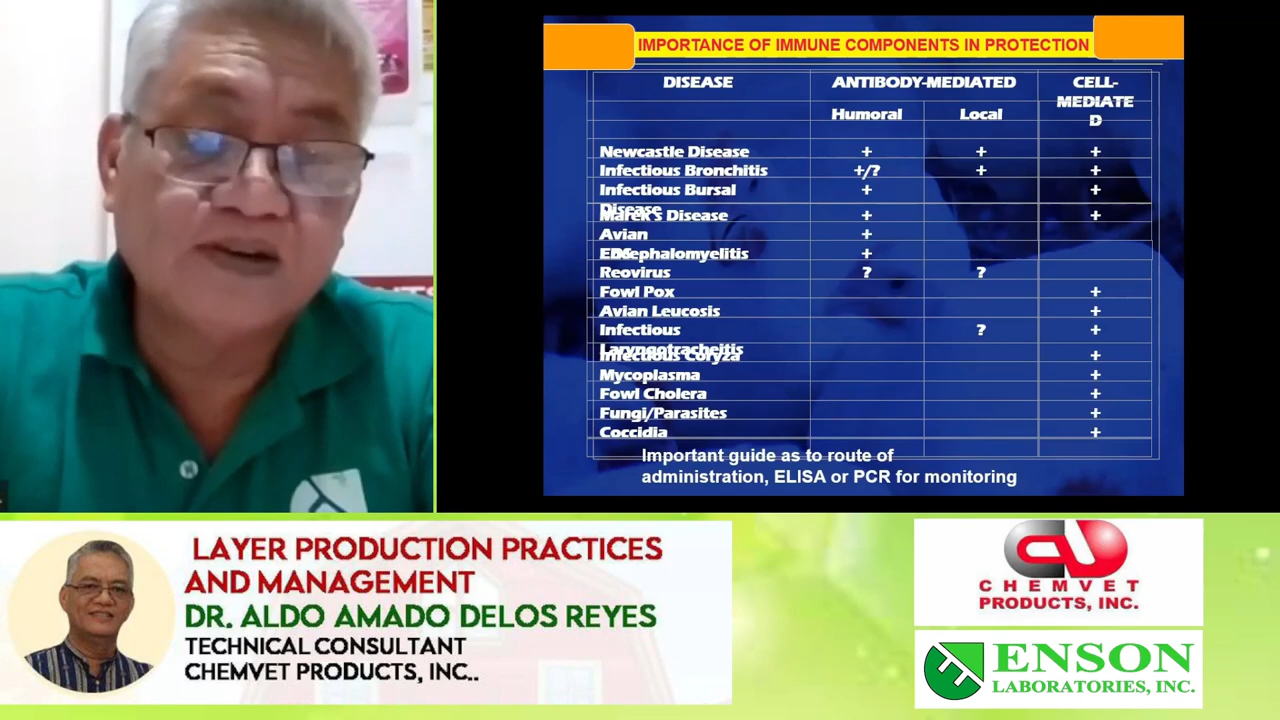 IMPORTANCE OF IMMUNE COMPONENTS IN PROTECTION
DISEASE ANTIBODY-MEDIATED CELL-
MEDIATE
D
Humoral Local
Newcastle Disease + + +
Infectious Bronchitis +/? + +
Infectious Bursal + +
Disease
Marek's Disease + +
Avian +
Encephalomyelitis +
EDS
Reovirus ? ?
Fowl Pox +
Avian Leucosis +
Infectious ? +
Laryngotracheitis
Infectious Coryza +
Mycoplasma +
Fowl Cholera +
Fungi/Parasites +
Coccidia +
Important guide as to route of
administration, ELISA or PCR for monitoring
LAYER PRODUCTION PRACTICES
AND MANAGEMENT
DR. ALDO AMADO DELOS REYES
TECHNICAL CONSULTANT
CHEMVET PRODUCTS, INC..
CHEMVET
PRODUCTS, INC.
ENSON
LABORATORIES, INC.